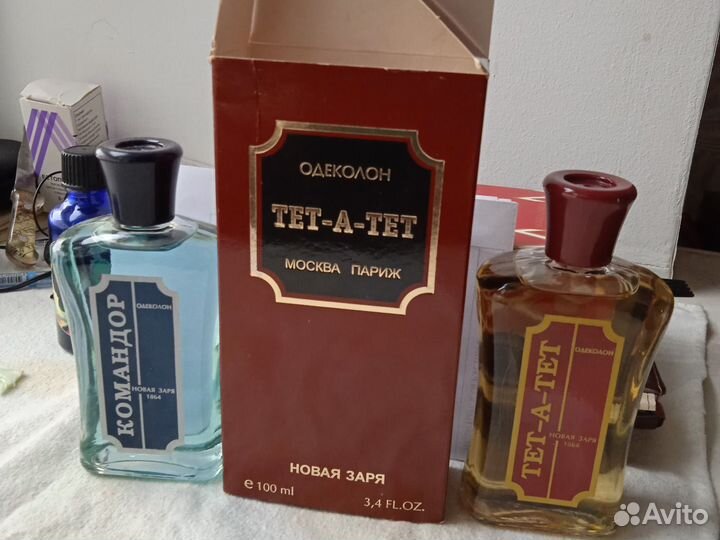 КОМАНДОР
ОДЕКОЛОН
НОВАЯ ЗАРЯ
1864
ОДЕКОЛОН
ТЕТ-А-ТЕТ
МОСКВА ПАРИЖ
НОВАЯ ЗАРЯ
e 100 ml
3,4 FL.OZ.
ТЕТ-А-ТЕТ
ОДЕКОЛОН
НОВАЯ ЗАРЯ
1864
Avito